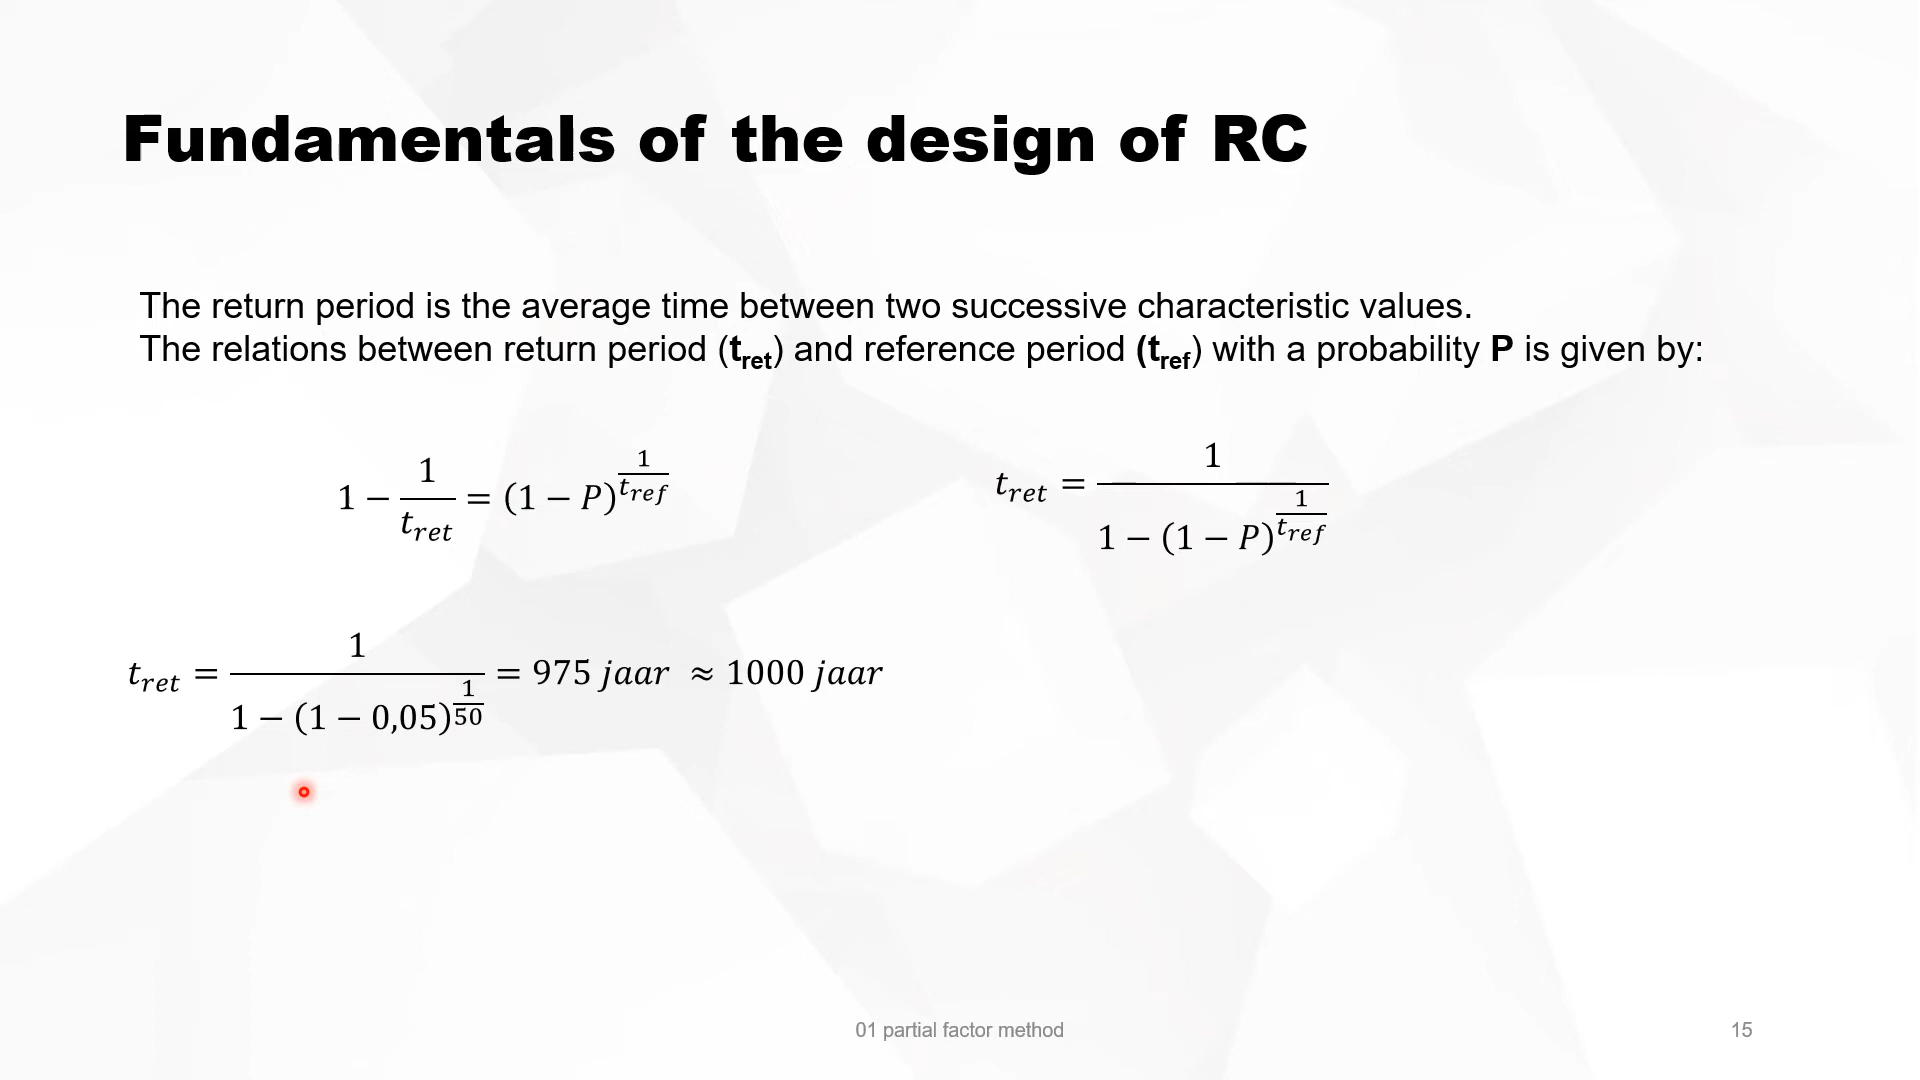 Fundamentals of the design of RC
The return period is the average time between two successive characteristic values.
The relations between return period (t_ret) and reference period (t_ref) with a probability P is given by:
1 − 1/t_ret = (1 − P)^(1/t_ref)
t_ret = 1/(1 − (1 − P)^(1/t_ref))
t_ret = 1/(1 − (1 − 0,05)^(1/50)) = 975 jaar ≈ 1000 jaar
01 partial factor method
15